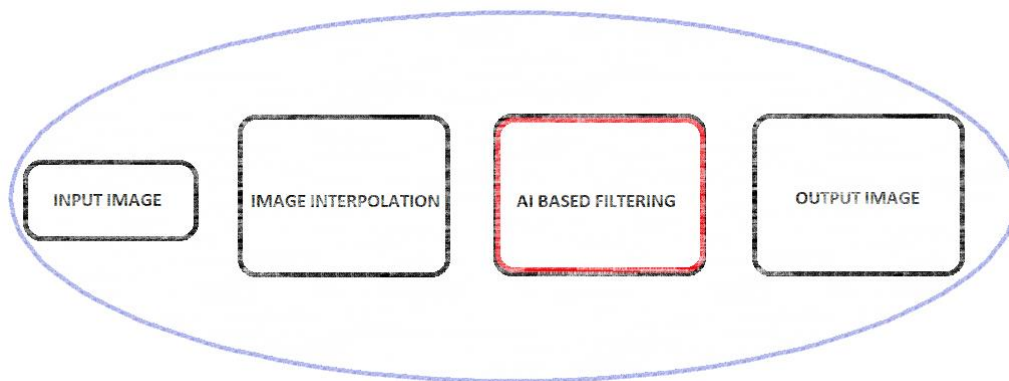 INPUT IMAGE
IMAGE INTERPOLATION
AI BASED FILTERING
OUTPUT IMAGE